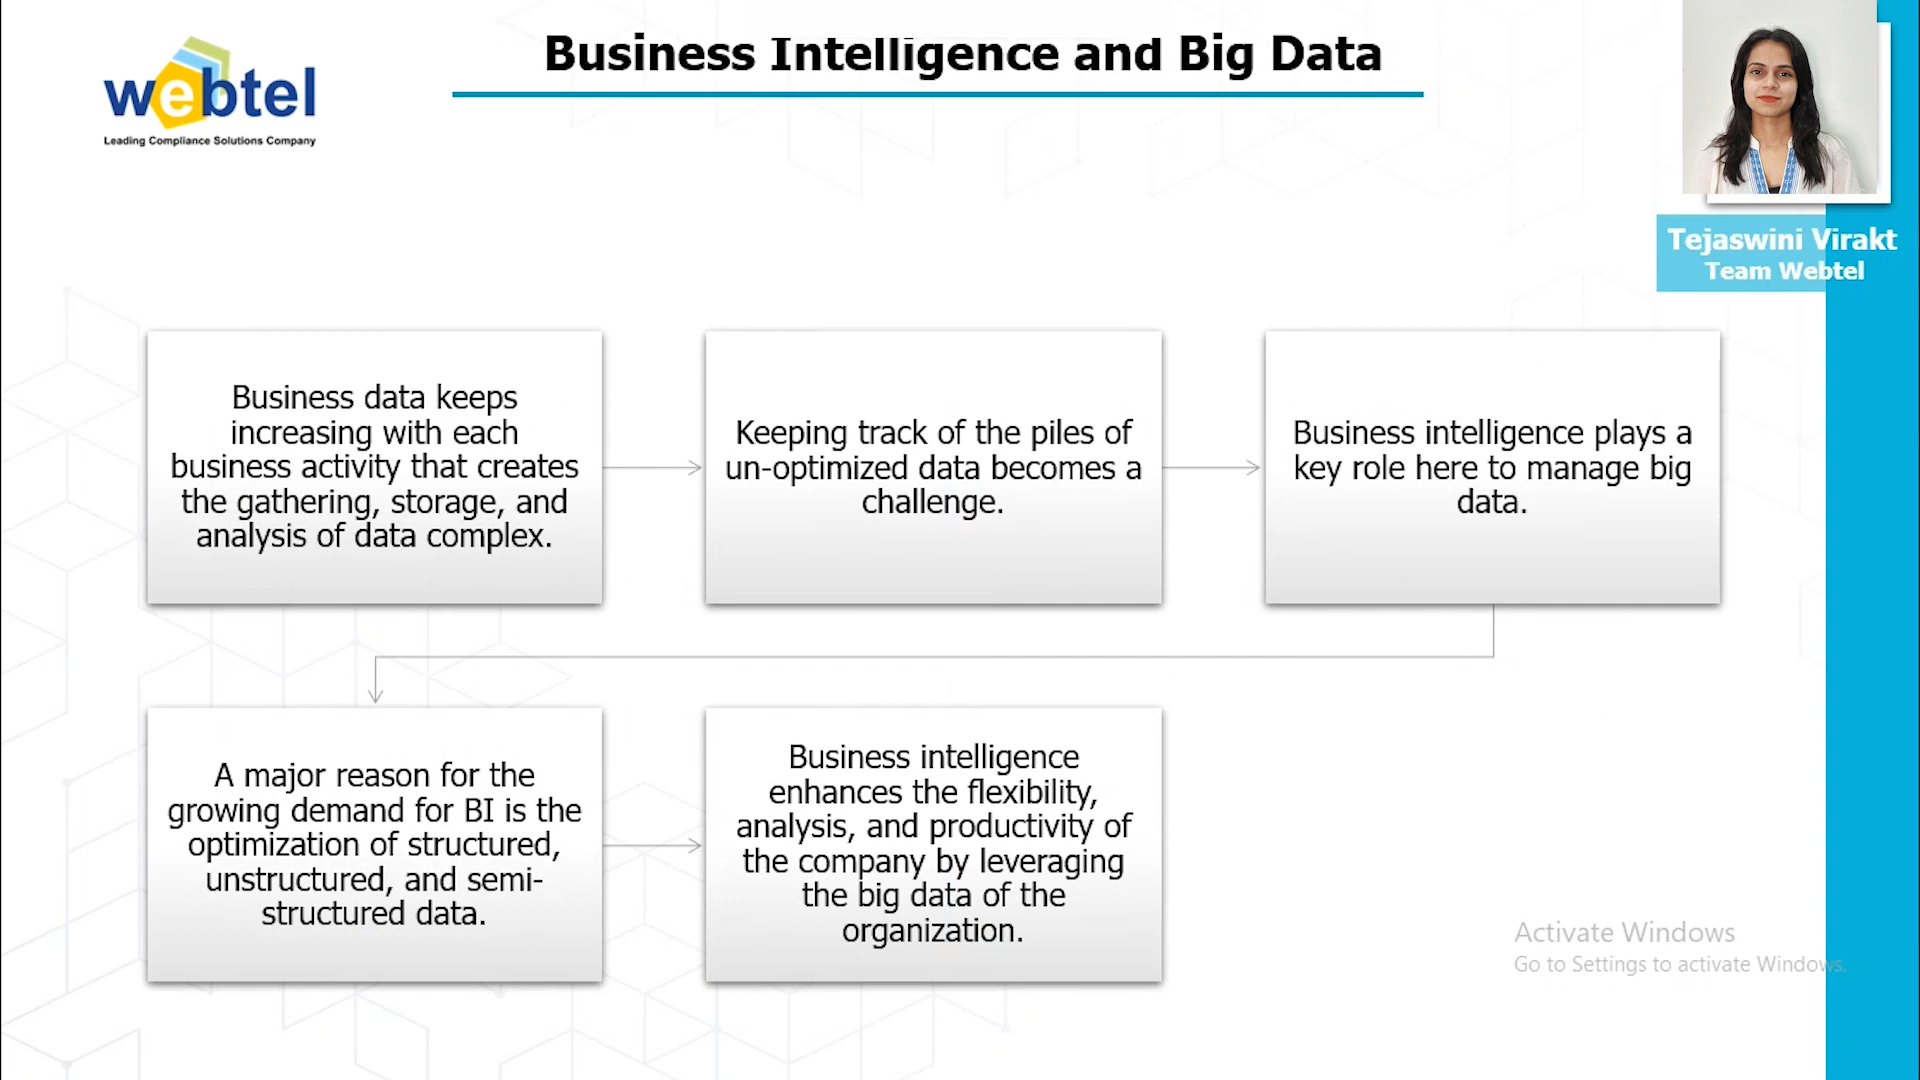 Business Intelligence and Big Data
webtel
Leading Compliance Solutions Company
Tejaswini Virakt
Team Webtel
Business data keeps
increasing with each
business activity that creates
the gathering, storage, and
analysis of data complex.
Keeping track of the piles of
un-optimized data becomes a
challenge.
Business intelligence plays a
key role here to manage big
data.
A major reason for the
growing demand for BI is the
optimization of structured,
unstructured, and semi-
structured data.
Business intelligence
enhances the flexibility,
analysis, and productivity of
the company by leveraging
the big data of the
organization.
Activate Windows
Go to Settings to activate Windows.